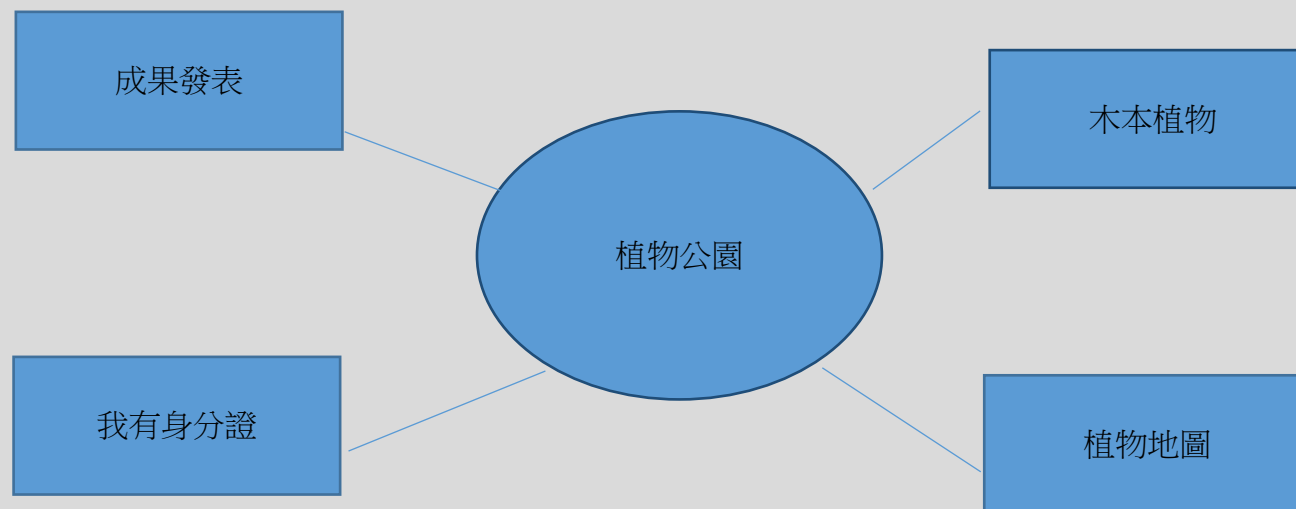 成果發表
木本植物
植物公園
我有身分證
植物地圖